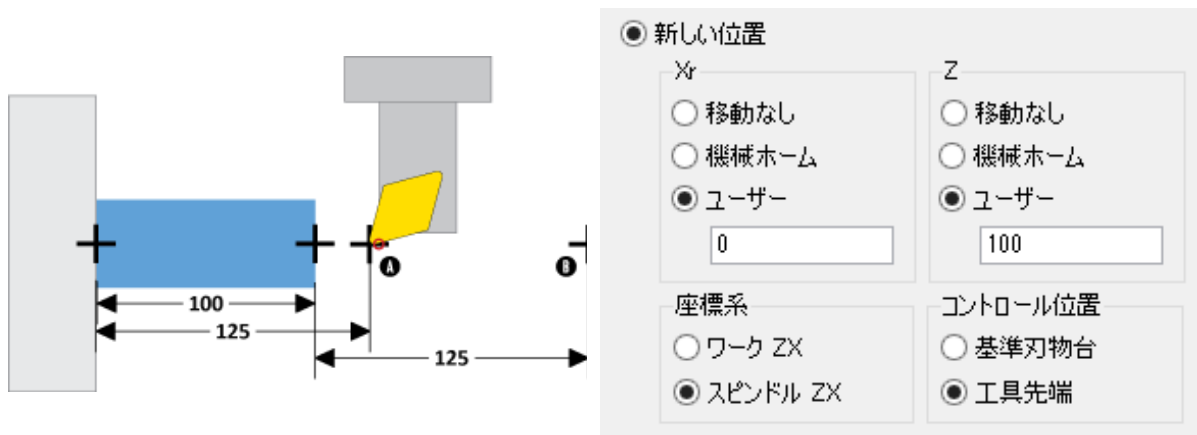 A
B
100
125
125
新しい位置
Xr
移動なし
機械ホーム
ユーザー
0
Z
移動なし
機械ホーム
ユーザー
100
座標系
ワーク ZX
スピンドル ZX
コントロール位置
基準刃物台
工具先端